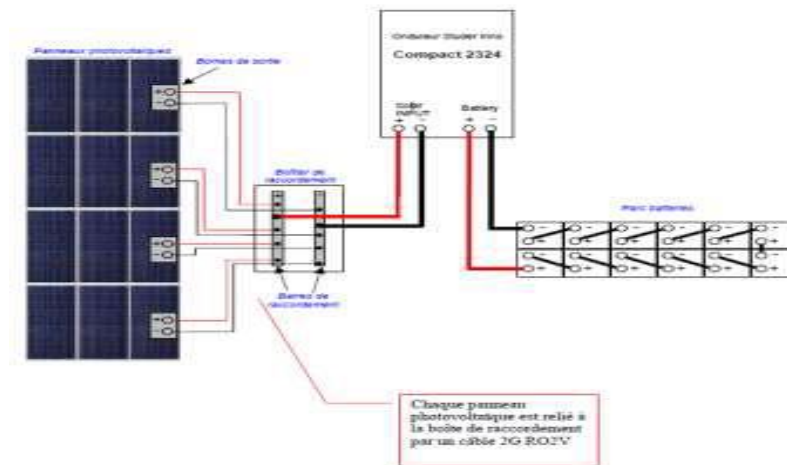 Panneaux photovoltaïques
Bornes de sortie
Onduleur Studer Inno
Compact 2324
Solar
INPUT
Battery
+ − + −
Boîtier de
raccordement
Parc batteries
Barres de
raccordement
Chaque panneau
photovoltaïque est relié à
la boîte de raccordement
par un câble 2G RO2V